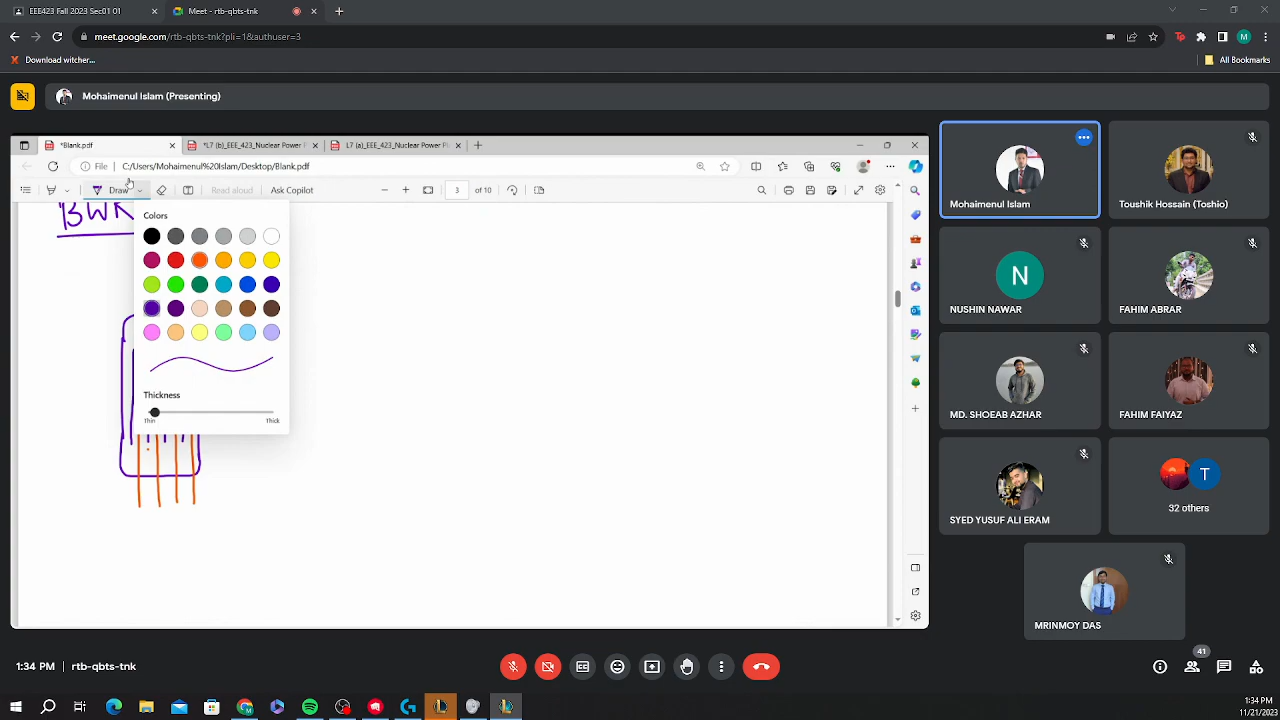 EEE423 Fall 2023 Sec01 01
Meet - rtb-qbts-tnk
meet.google.com/rtb-qbts-tnk?pli=1&authuser=3
M
Download witcher...
All Bookmarks
Mohaimenul Islam (Presenting)
*Blank.pdf
*L7 (b)_EEE_423_Nuclear Power P
L7 (a)_EEE_423_Nuclear Power Pl
File
C:/Users/Mohaimenul%20Islam/Desktop/Blank.pdf
Draw
Read aloud
Ask Copilot
3
of 10
BWR
Colors
Thickness
Thin
Thick
Mohaimenul Islam
Toushik Hossain (Toshio)
N
NUSHIN NAWAR
FAHIM ABRAR
MD. SHOEAB AZHAR
FAHIM FAIYAZ
SYED YUSUF ALI ERAM
T
32 others
MRINMOY DAS
1:34 PM | rtb-qbts-tnk
41
1:34 PM
11/21/2023